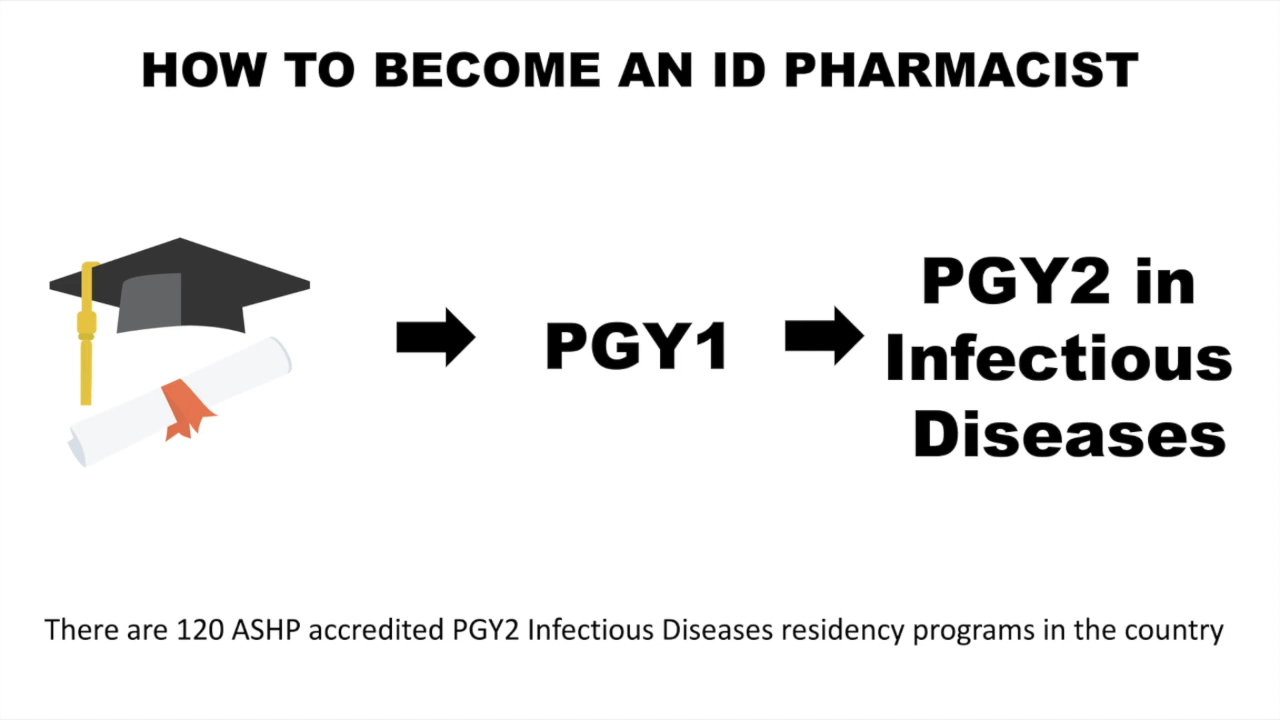 HOW TO BECOME AN ID PHARMACIST
PGY1
PGY2 in
Infectious
Diseases
There are 120 ASHP accredited PGY2 Infectious Diseases residency programs in the country